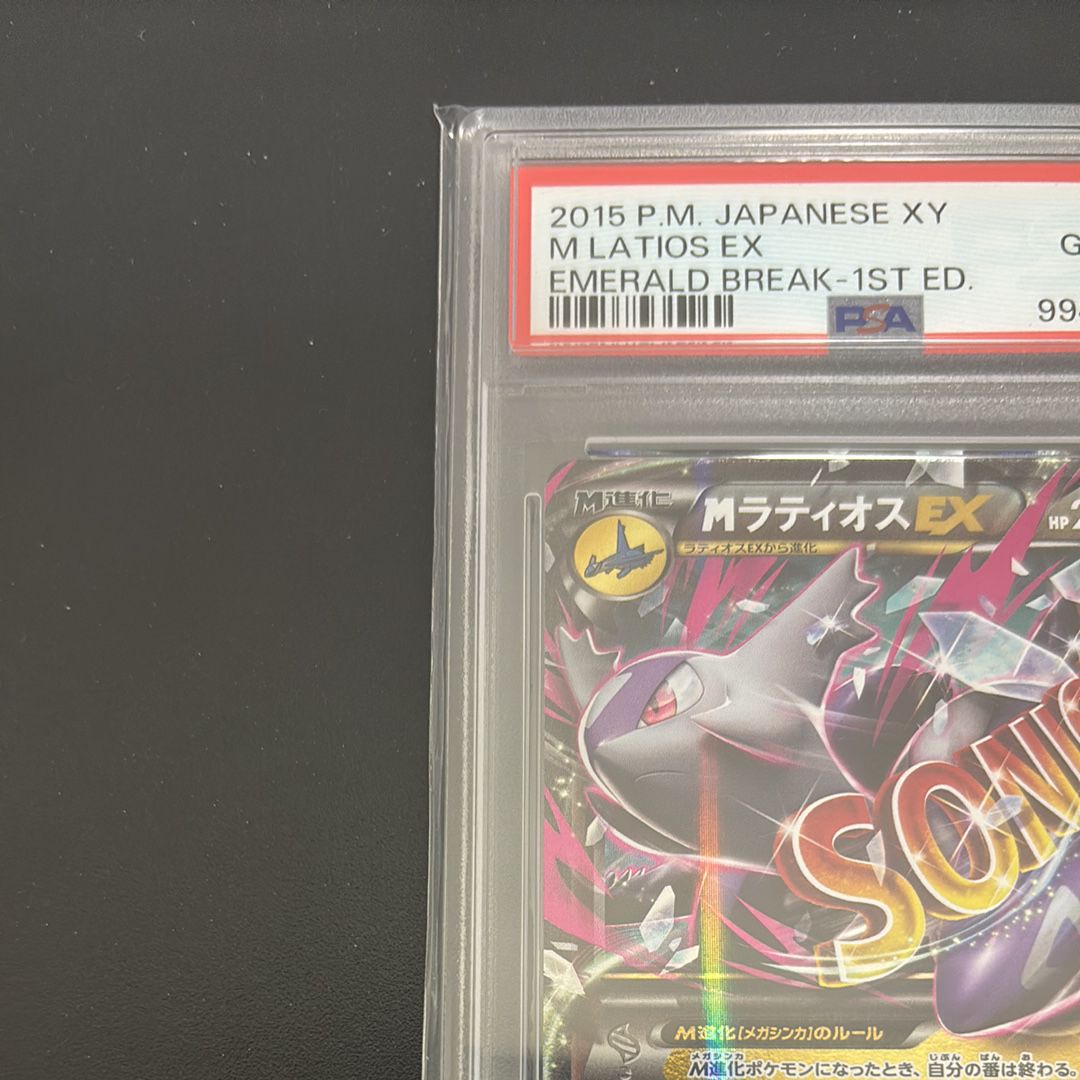 2015 P.M. JAPANESE XY
M LATIOS EX
EMERALD BREAK-1ST ED.
PSA
M進化
MラティオスEX
HP
ラティオスEXから進化
M進化[メガシンカ]のルール
M進化ポケモンになったとき、自分の番は終わる。